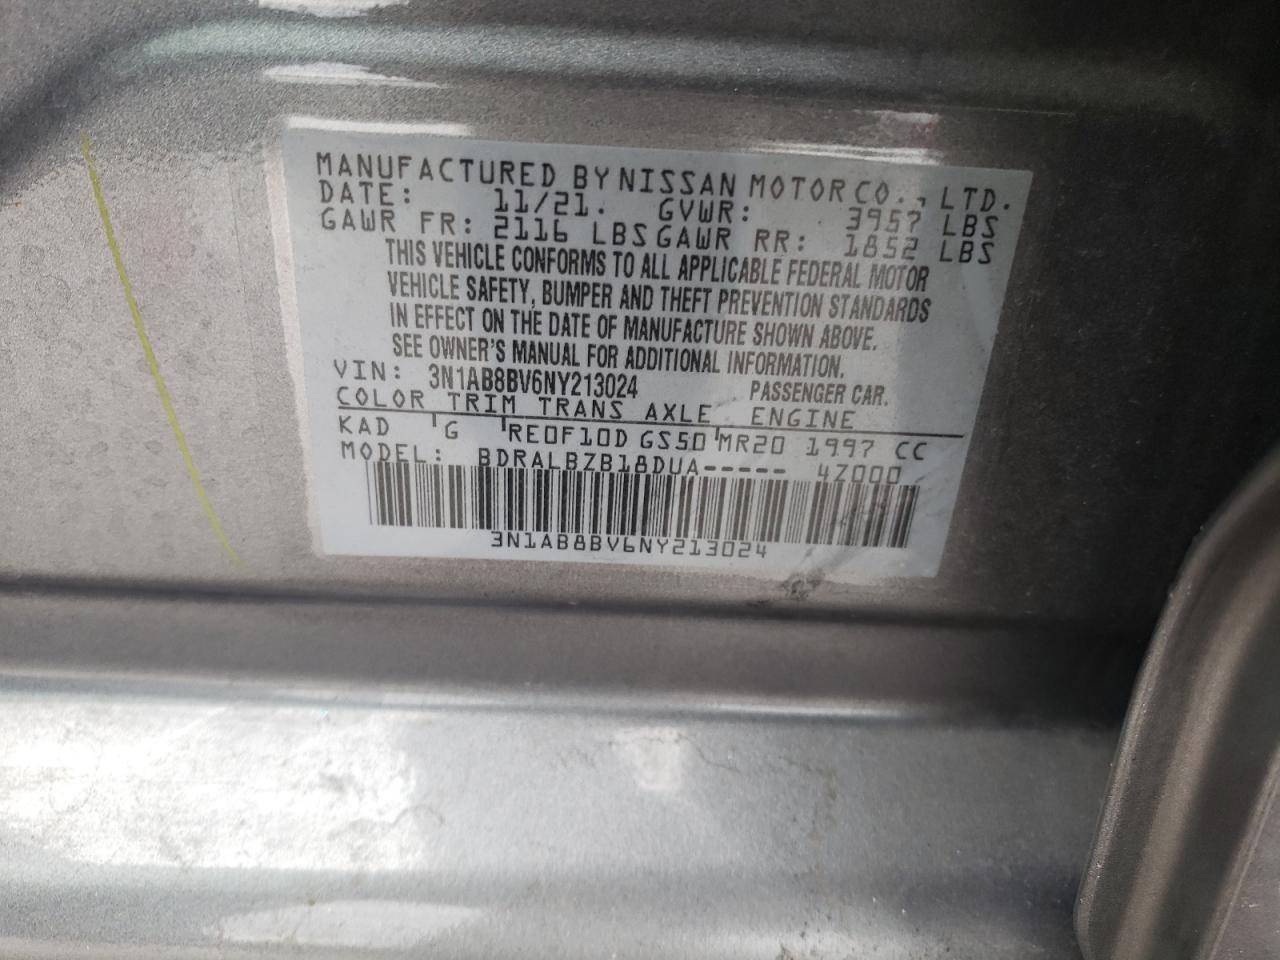 MANUFACTURED BY NISSAN MOTOR CO., LTD.
DATE: 11/21. GVWR: 3957 LBS
GAWR FR: 2116 LBS GAWR RR: 1852 LBS
THIS VEHICLE CONFORMS TO ALL APPLICABLE FEDERAL MOTOR
VEHICLE SAFETY, BUMPER AND THEFT PREVENTION STANDARDS
IN EFFECT ON THE DATE OF MANUFACTURE SHOWN ABOVE.
SEE OWNER'S MANUAL FOR ADDITIONAL INFORMATION.
VIN: 3N1AB8BV6NY213024 PASSENGER CAR.
COLOR TRIM TRANS AXLE ENGINE
KAD G RE0F10D GS50 MR20 1997 CC
MODEL: BDRALBZB18DUA----- 4Z000
3N1AB8BV6NY213024